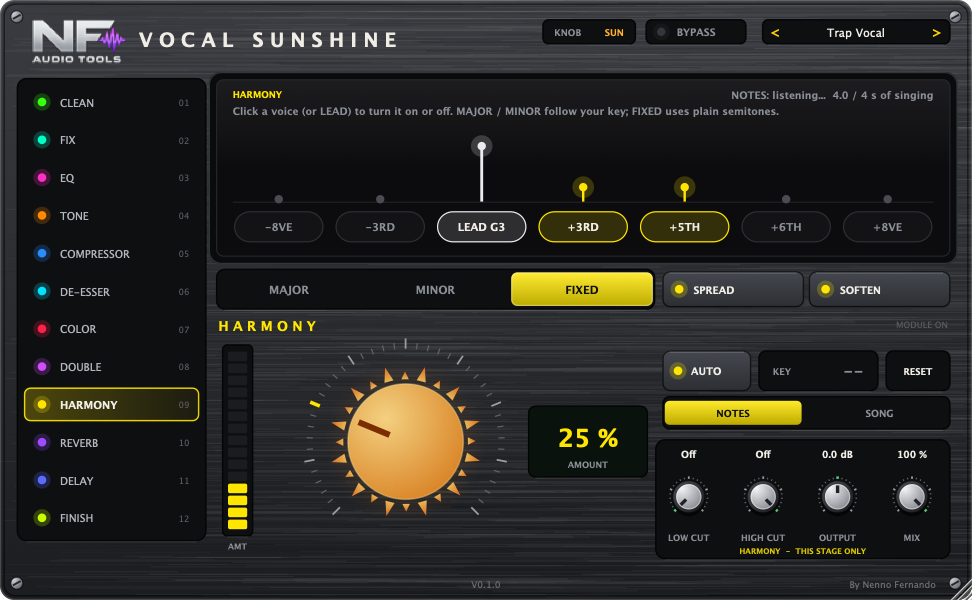 NF
AUDIO TOOLS
VOCAL SUNSHINE
KNOB SUN
BYPASS
< Trap Vocal >
CLEAN 01
FIX 02
EQ 03
TONE 04
COMPRESSOR 05
DE-ESSER 06
COLOR 07
DOUBLE 08
HARMONY 09
REVERB 10
DELAY 11
FINISH 12
HARMONY
NOTES: listening... 4.0 / 4 s of singing
Click a voice (or LEAD) to turn it on or off. MAJOR / MINOR follow your key; FIXED uses plain semitones.
-8VE -3RD LEAD G3 +3RD +5TH +6TH +8VE
MAJOR MINOR FIXED
SPREAD SOFTEN
HARMONY
MODULE ON
AUTO KEY -- RESET
NOTES SONG
25 %
AMOUNT
AMT
Off Off 0.0 dB 100 %
LOW CUT HIGH CUT OUTPUT MIX
HARMONY – THIS STAGE ONLY
V0.1.0
By Nenno Fernando